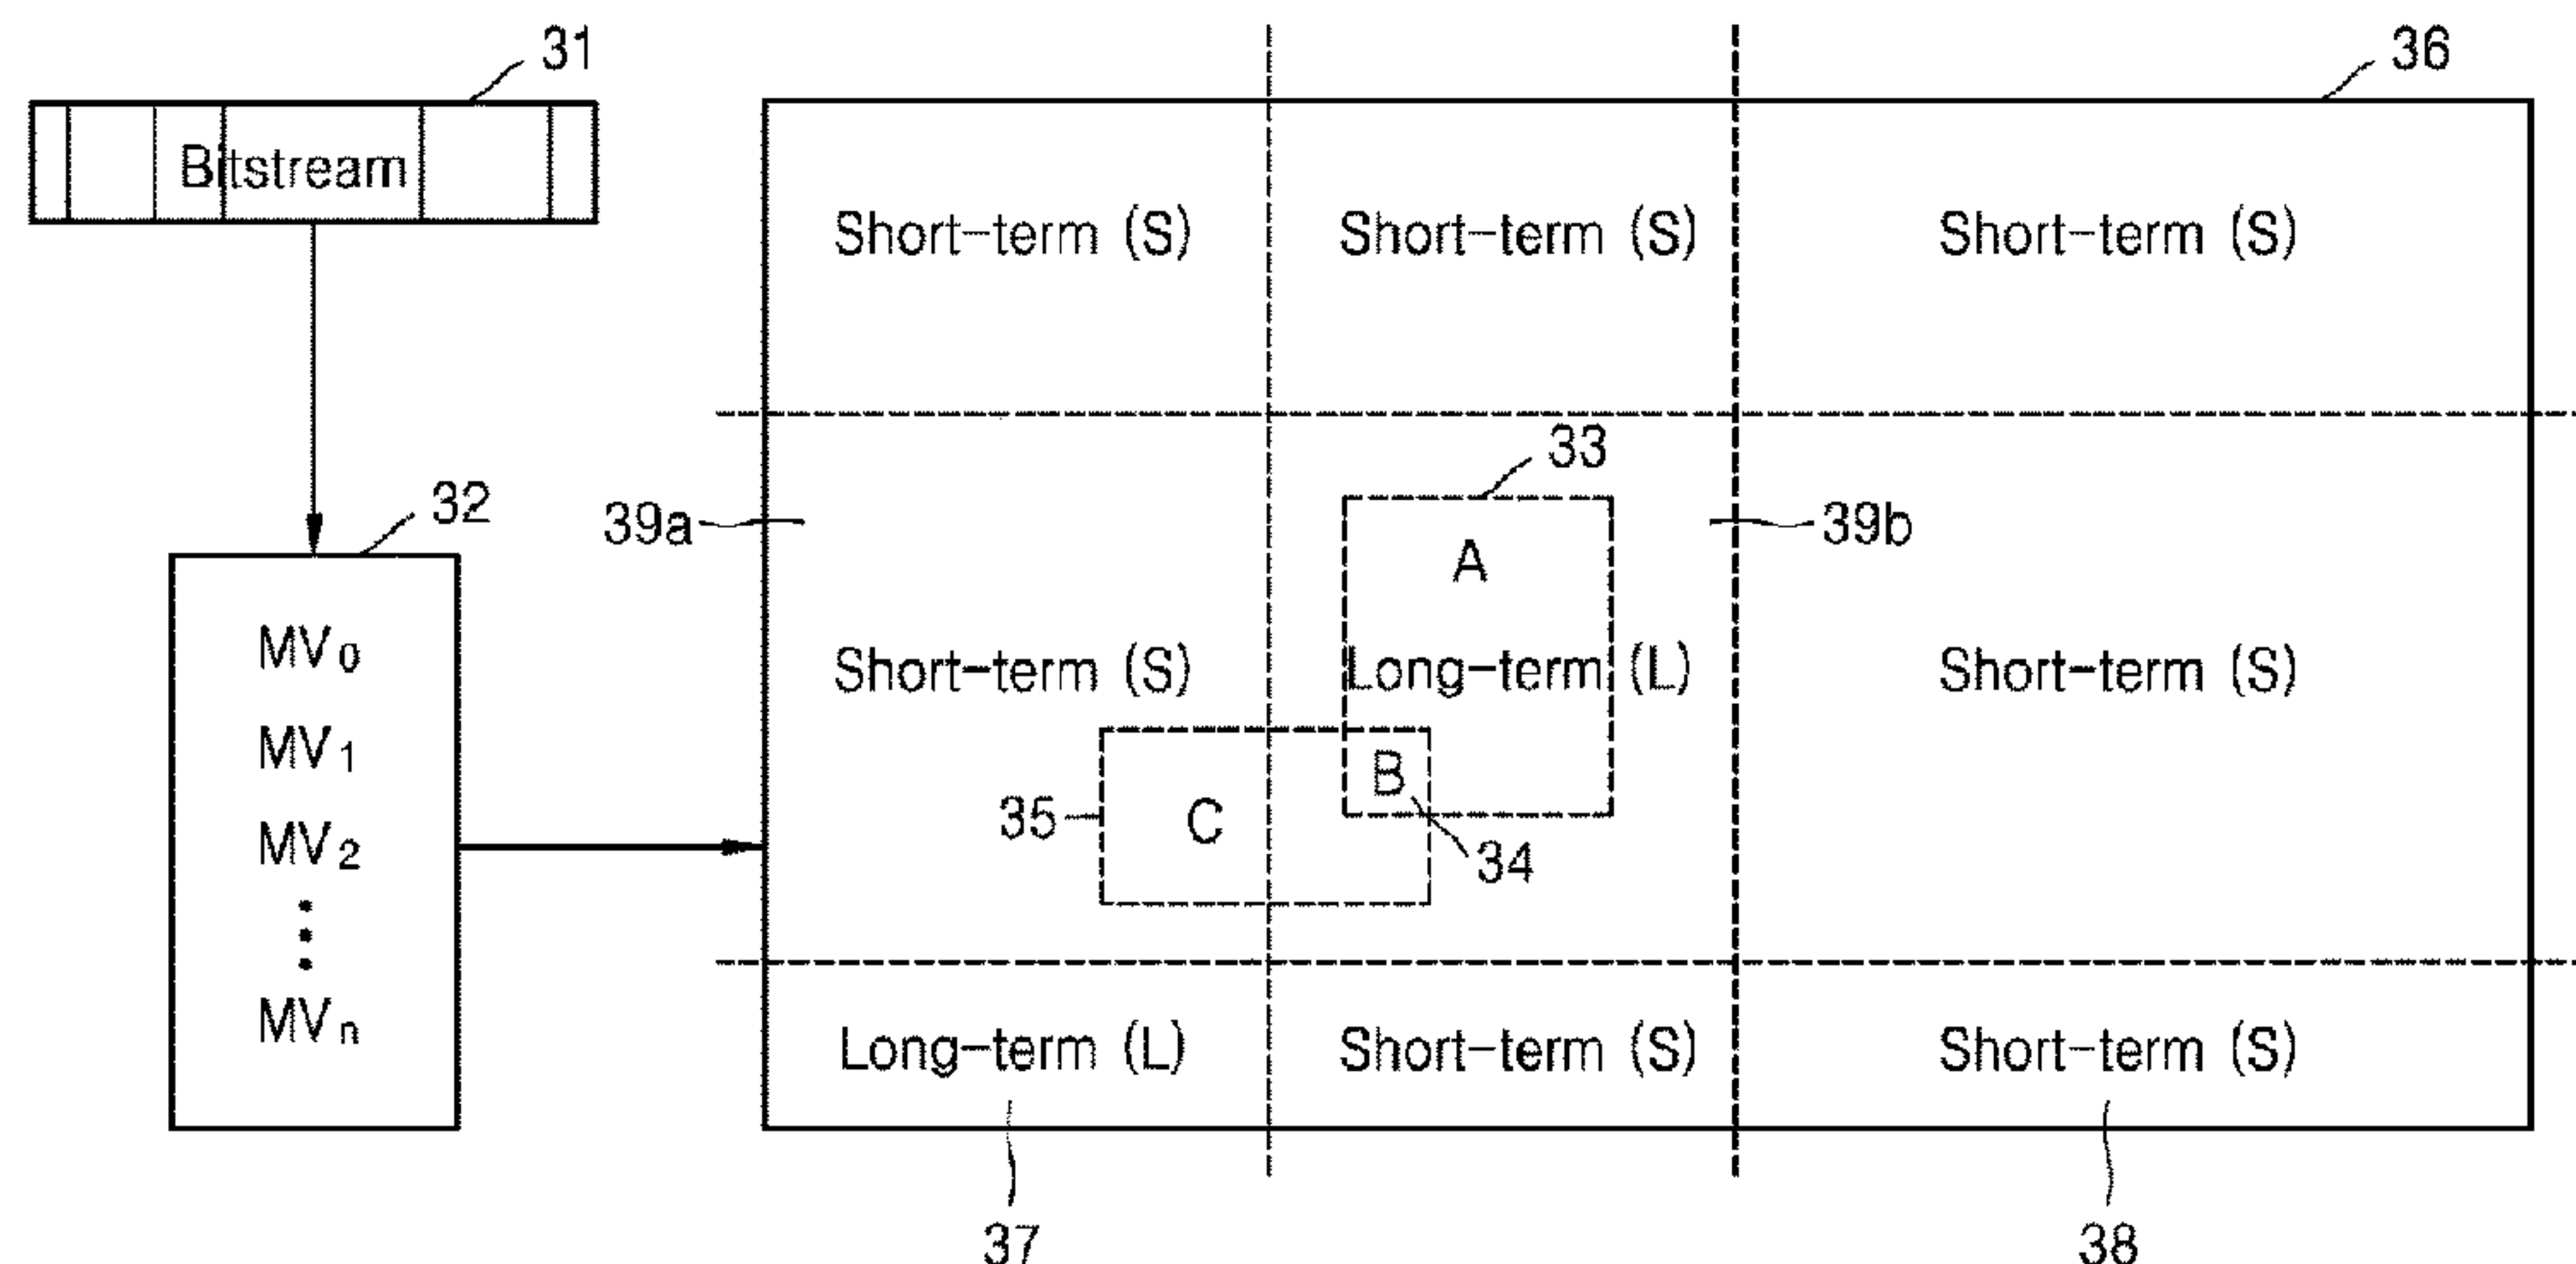 31
36
Bitstream
Short-term (S) Short-term (S) Short-term (S)
33
32
39a
39b
A
MV0
Short-term (S) Long-term (L) Short-term (S)
MV1
B
35
C
MV2
34
MVn
Long-term (L) Short-term (S) Short-term (S)
37
38